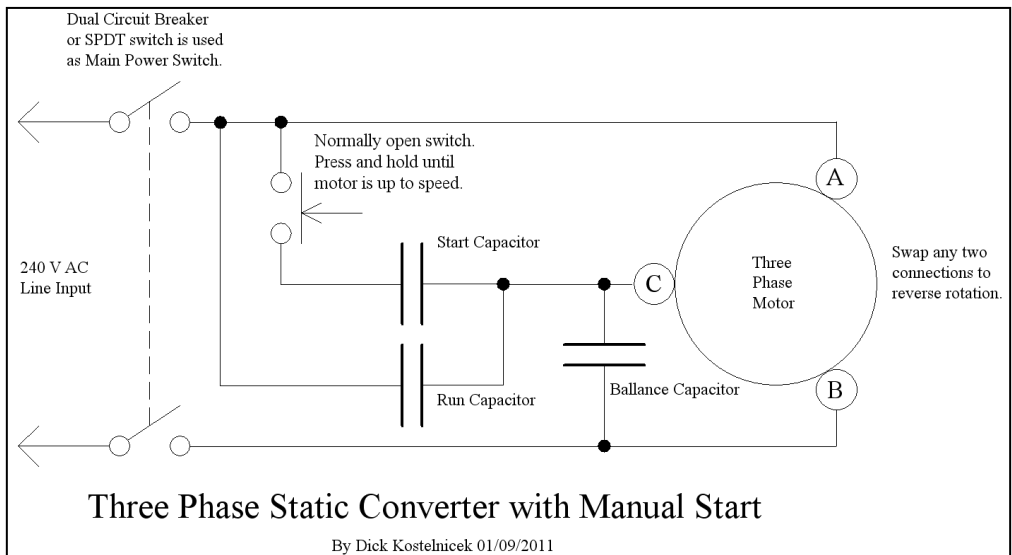 Dual Circuit Breaker
or SPDT switch is used
as Main Power Switch.
Normally open switch.
Press and hold until
motor is up to speed.
A
Start Capacitor
240 V AC
Line Input
C
Three
Phase
Motor
Swap any two
connections to
reverse rotation.
Run Capacitor
Ballance Capacitor
B
Three Phase Static Converter with Manual Start
By Dick Kostelnicek 01/09/2011